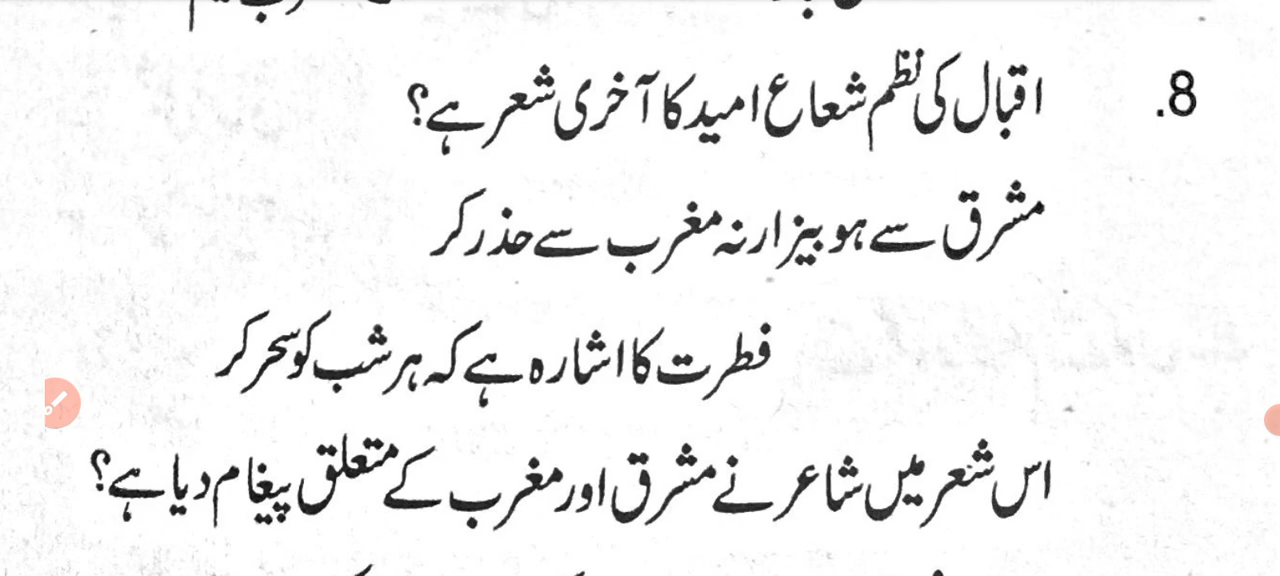 8. اقبال کی نظم شعاع امید کا آخری شعر ہے؟
مشرق سے ہو بیزار نہ مغرب سے حذر کر
فطرت کا اشارہ ہے کہ ہر شب کو سحر کر
اس شعر میں شاعر نے مشرق اور مغرب کے متعلق پیغام دیا ہے؟